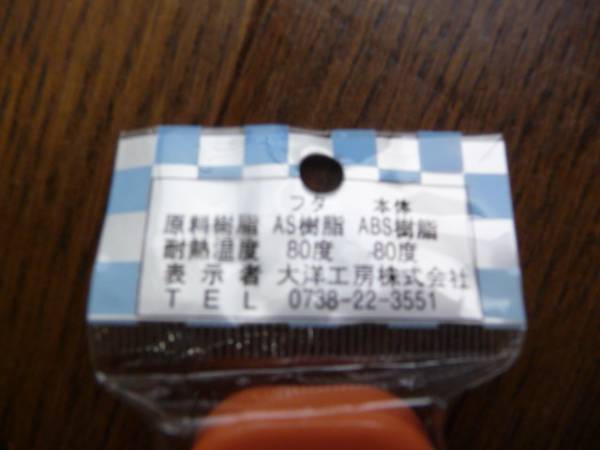 フタ 本体
原料樹脂 AS樹脂 ABS樹脂
耐熱温度 80度 80度
表示者 大洋工房株式会社
TEL 0738-22-3551